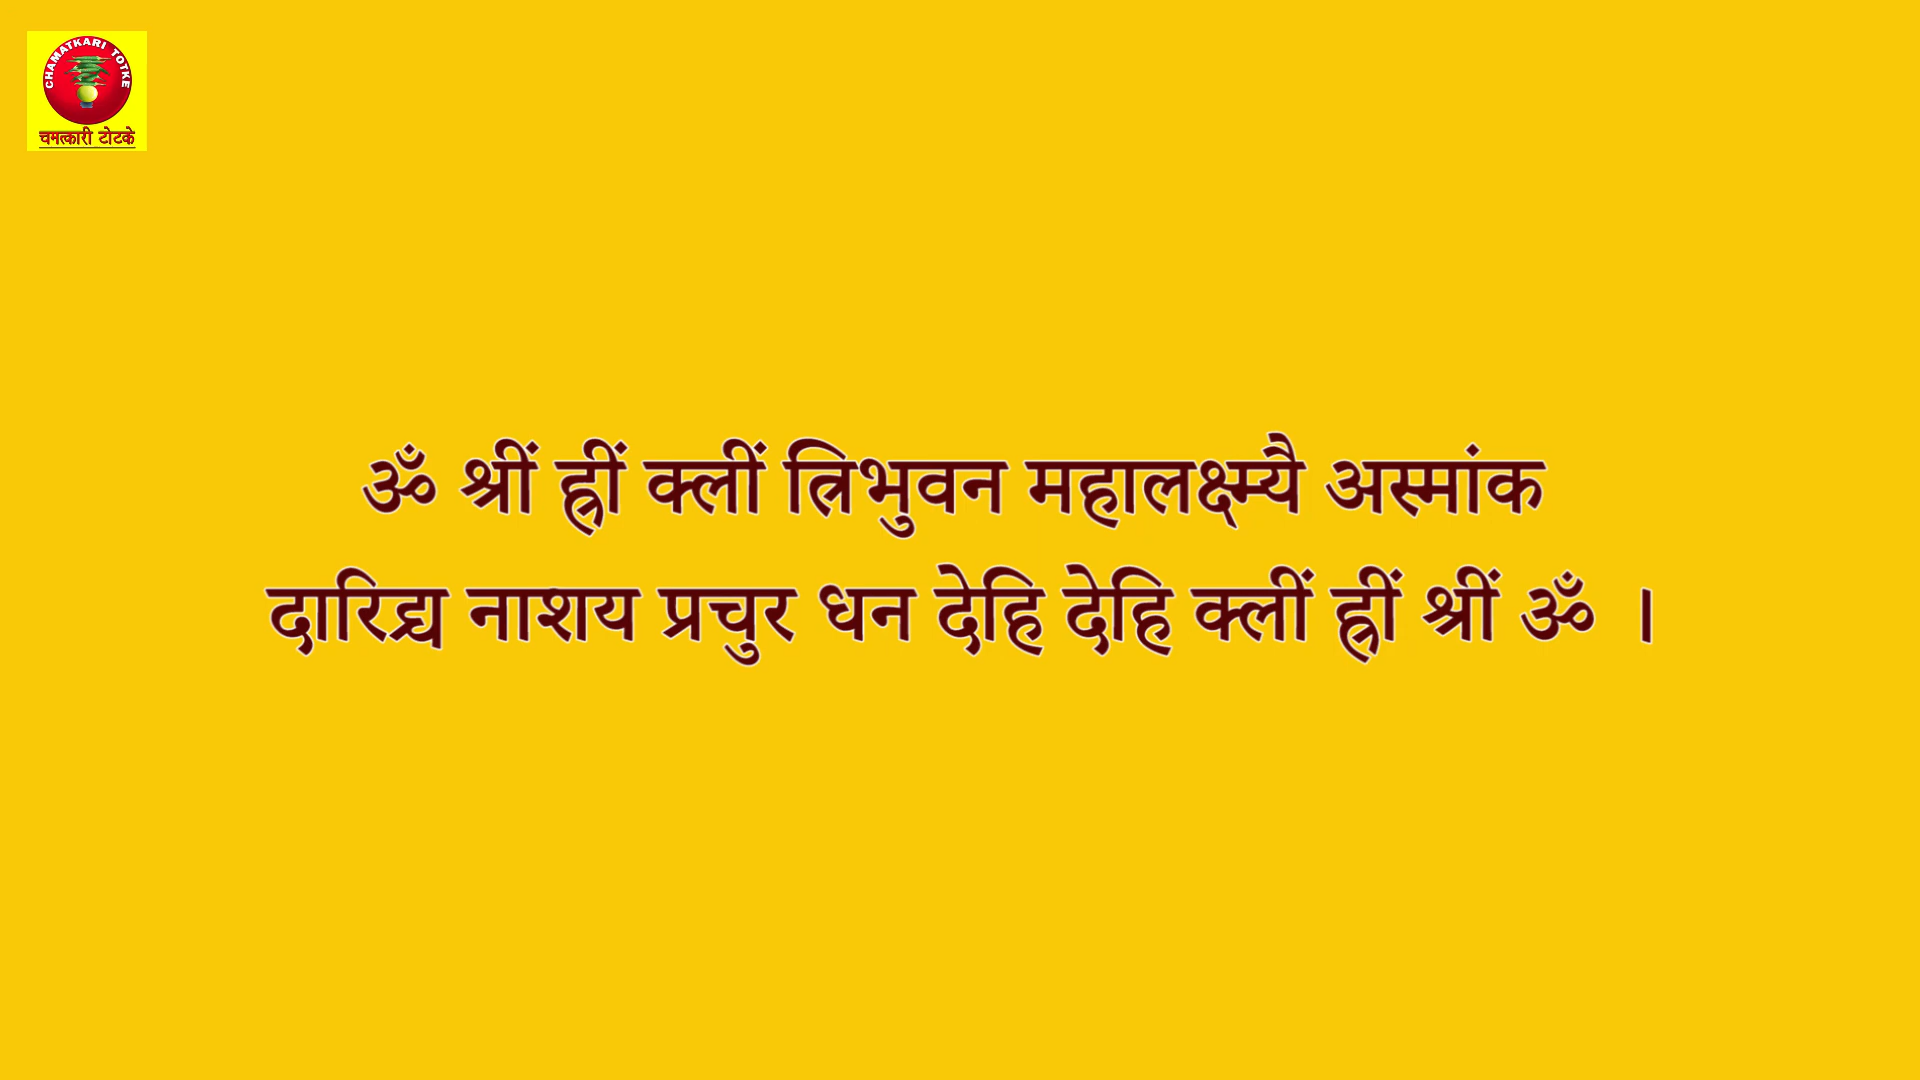 CHAMATKARI TOTKE
चमत्कारी टोटके
ॐ श्रीं ह्रीं क्लीं त्रिभुवन महालक्ष्म्यै अस्मांक
दारिद्र्य नाशय प्रचुर धन देहि देहि क्लीं ह्रीं श्रीं ॐ ।